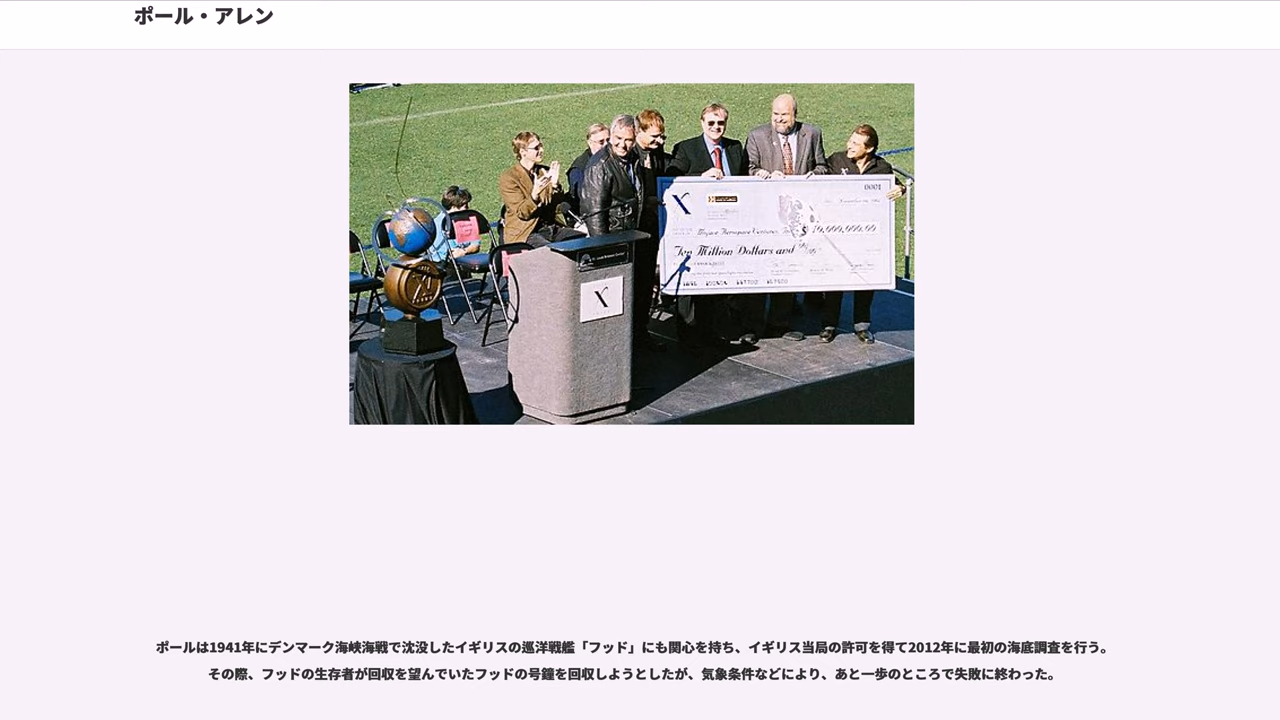 ポール・アレン
X
0001
10,000,000.00
Ten Million Dollars and
X
ポールは1941年にデンマーク海峡海戦で沈没したイギリスの巡洋戦艦「フッド」にも関心を持ち、イギリス当局の許可を得て2012年に最初の海底調査を行う。
その際、フッドの生存者が回収を望んでいたフッドの号鐘を回収しようとしたが、気象条件などにより、あと一歩のところで失敗に終わった。